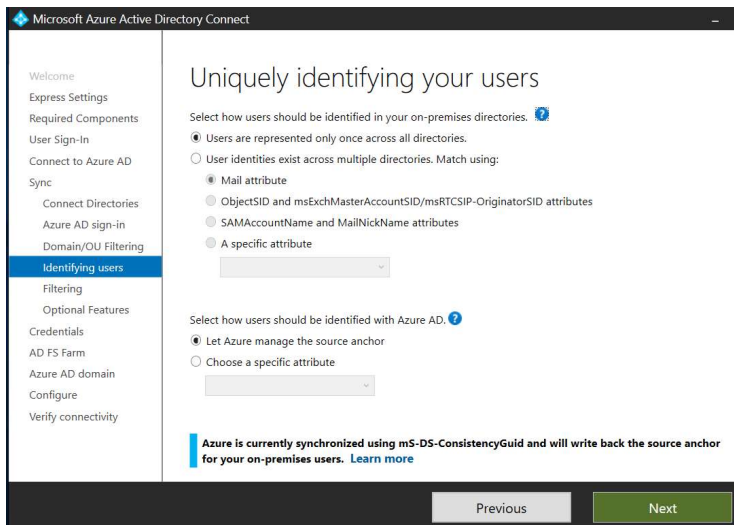 Microsoft Azure Active Directory Connect
Welcome
Express Settings
Required Components
User Sign-In
Connect to Azure AD
Sync
Connect Directories
Azure AD sign-in
Domain/OU Filtering
Identifying users
Filtering
Optional Features
Credentials
AD FS Farm
Azure AD domain
Configure
Verify connectivity
Uniquely identifying your users
Select how users should be identified in your on-premises directories. ?
Users are represented only once across all directories.
User identities exist across multiple directories. Match using:
Mail attribute
ObjectSID and msExchMasterAccountSID/msRTCSIP-OriginatorSID attributes
SAMAccountName and MailNickName attributes
A specific attribute
Select how users should be identified with Azure AD. ?
Let Azure manage the source anchor
Choose a specific attribute
Azure is currently synchronized using mS-DS-ConsistencyGuid and will write back the source anchor
for your on-premises users. Learn more
Previous
Next